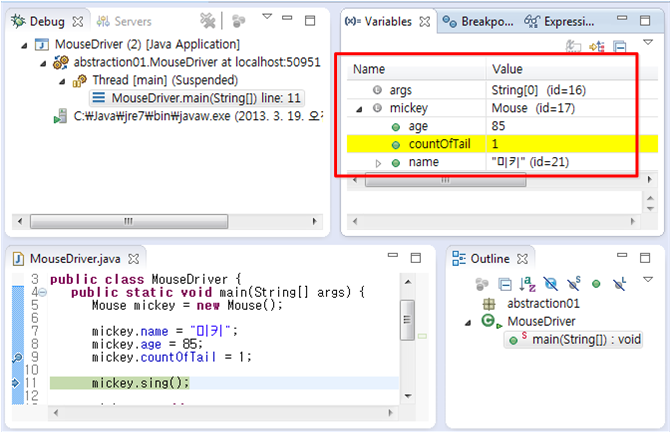 Debug Servers
MouseDriver (2) [Java Application]
abstraction01.MouseDriver at localhost:50951
Thread [main] (Suspended)
MouseDriver.main(String[]) line: 11
C:₩Java₩jre7₩bin₩javaw.exe (2013. 3. 19. 오
(x)= Variables Breakpo... Expressi...
Name Value
args String[0] (id=16)
mickey Mouse (id=17)
age 85
countOfTail 1
name "미키" (id=21)
MouseDriver.java
3 public class MouseDriver {
4 public static void main(String[] args) {
5 Mouse mickey = new Mouse();
6
7 mickey.name = "미키";
8 mickey.age = 85;
9 mickey.countOfTail = 1;
10
11 mickey.sing();
Outline
abstraction01
MouseDriver
main(String[]) : void